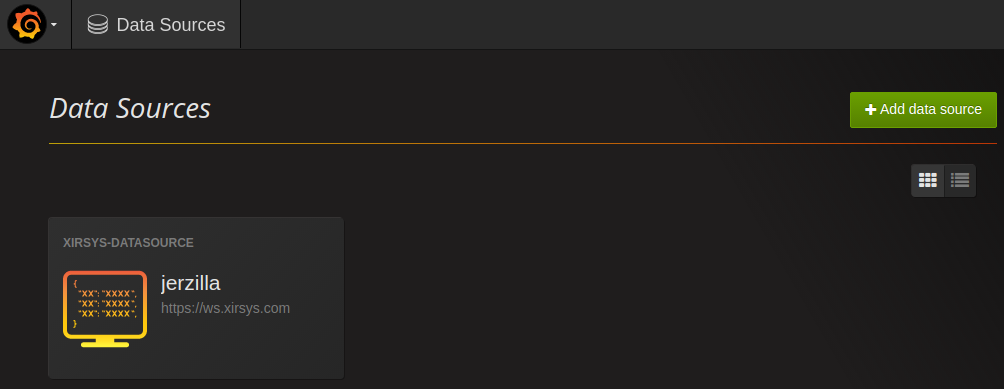 Data Sources
Data Sources
Add data source
XIRSYS-DATASOURCE
jerzilla
https://ws.xirsys.com
{
"XX": "XXXX",
"XX": "XXXX",
"XX": "XXXX",
}